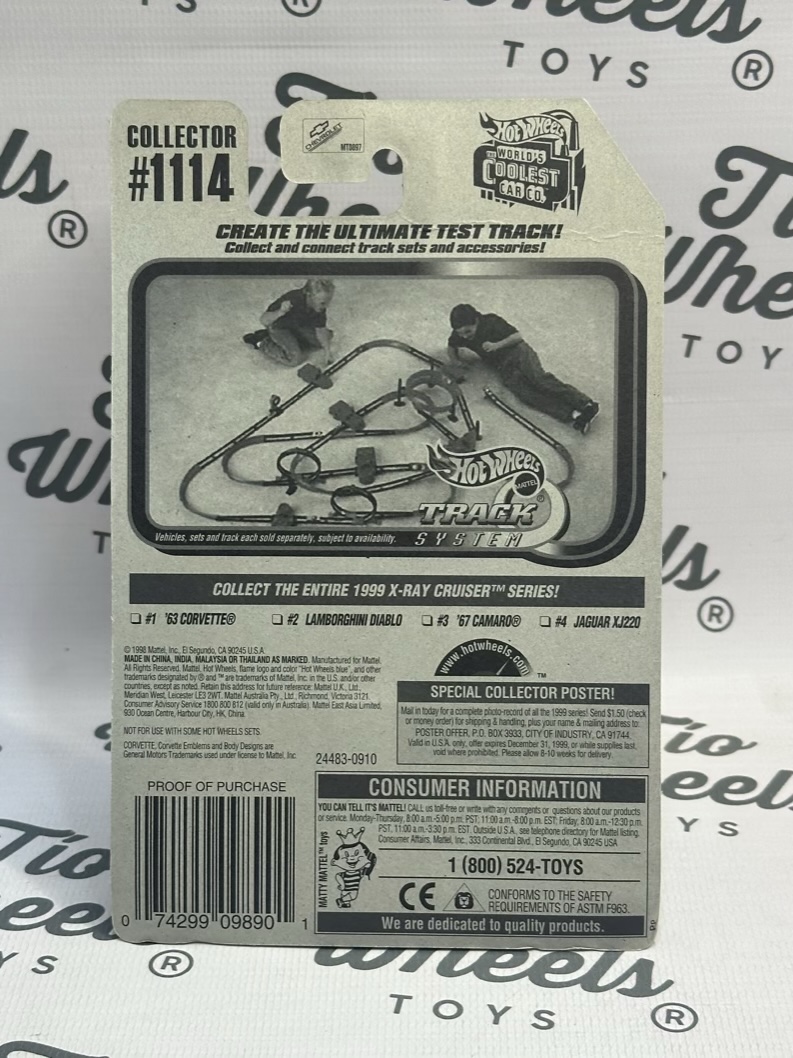 Tio
Wheels
TOYS ®
COLLECTOR
#1114
CHEVROLET
MT0097
Hot Wheels
THE WORLD'S
COOLEST
CAR CO.
CREATE THE ULTIMATE TEST TRACK!
Collect and connect track sets and accessories!
Hot Wheels
MATTEL
®
TRACK
SYSTEM
Vehicles, sets and track each sold separately, subject to availability.
COLLECT THE ENTIRE 1999 X-RAY CRUISER™ SERIES!
#1 '63 CORVETTE® #2 LAMBORGHINI DIABLO #3 '67 CAMARO® #4 JAGUAR XJ220
© 1998 Mattel, Inc., El Segundo, CA 90245 U.S.A.
MADE IN CHINA, INDIA, MALAYSIA OR THAILAND AS MARKED. Manufactured for Mattel.
All Rights Reserved. Mattel, Hot Wheels, flame logo and color "Hot Wheels blue", and other
trademarks designated by ® and ™ are trademarks of Mattel, Inc. in the U.S. and/or other
countries, except as noted. Retain this address for future reference: Mattel U.K., Ltd.,
Meridian West, Leicester LE3 2WT. Mattel Australia Pty., Ltd., Richmond, Victoria 3121.
Consumer Advisory Service 1800 800 812 (valid only in Australia). Mattel East Asia Limited,
930 Ocean Centre, Harbour City, HK, China.
NOT FOR USE WITH SOME HOT WHEELS SETS.
CORVETTE, Corvette Emblems and Body Designs are
General Motors Trademarks used under license to Mattel, Inc.
24483-0910
www.hotwheels.com
™
SPECIAL COLLECTOR POSTER!
Mail in today for a complete photo-record of all the 1999 series! Send $1.50 (check
or money order) for shipping & handling, plus your name & mailing address to:
POSTER OFFER, P.O. BOX 3933, CITY OF INDUSTRY, CA 91744.
Valid in U.S.A. only, offer expires December 31, 1999, or while supplies last,
void where prohibited. Please allow 8-10 weeks for delivery.
PROOF OF PURCHASE
0 74299 09890 1
CONSUMER INFORMATION
YOU CAN TELL IT'S MATTEL! CALL us toll-free or write with any comments or questions about our products
or service. Monday-Thursday, 8:00 a.m.-5:00 p.m. PST; 11:00 a.m.-8:00 p.m. EST; Friday, 8:00 a.m.-12:30 p.m.
PST, 11:00 a.m.-3:30 p.m. EST. Outside U.S.A., see telephone directory for Mattel listing.
Consumer Affairs, Mattel, Inc., 333 Continental Blvd., El Segundo, CA 90245 USA
MATTY MATTEL™ toys
1 (800) 524-TOYS
CE
CONFORMS TO THE SAFETY
REQUIREMENTS OF ASTM F963.
We are dedicated to quality products.